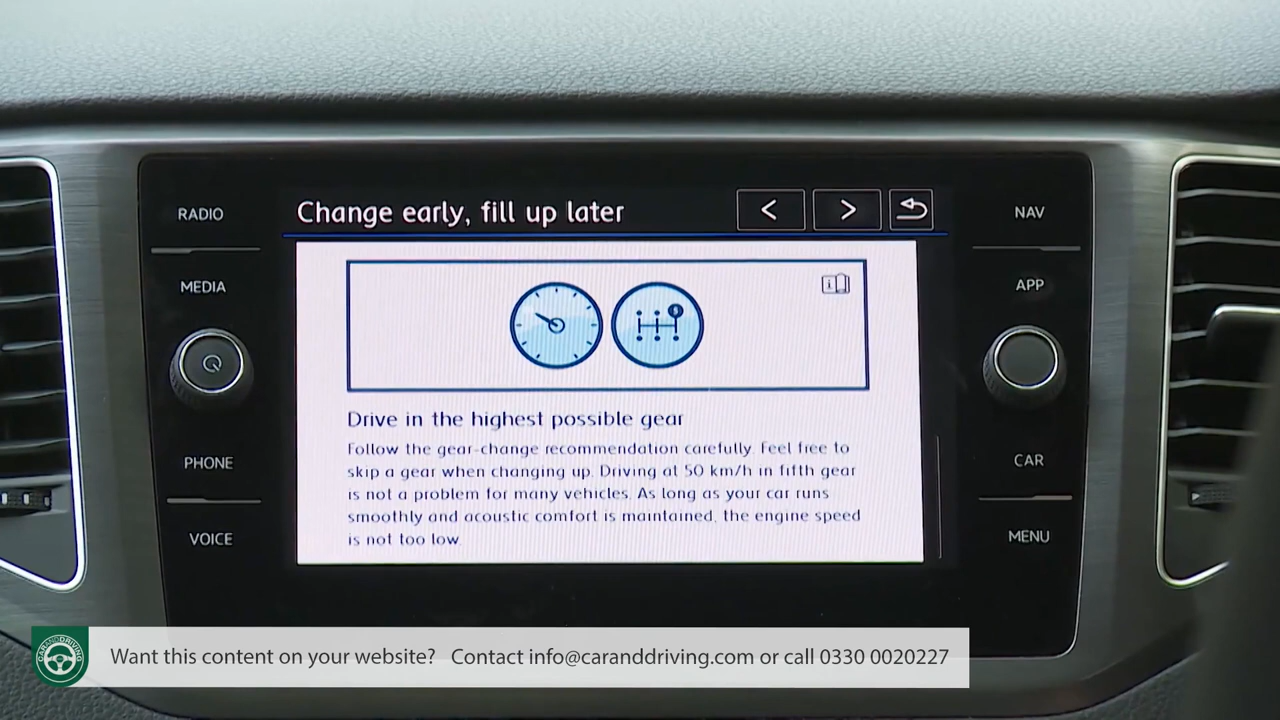 RADIO
MEDIA
PHONE
VOICE
Change early, fill up later
Drive in the highest possible gear
Follow the gear-change recommendation carefully. Feel free to
skip a gear when changing up. Driving at 50 km/h in fifth gear
is not a problem for many vehicles. As long as your car runs
smoothly and acoustic comfort is maintained, the engine speed
is not too low.
NAV
APP
CAR
MENU
CARANDDRIVING
Want this content on your website? Contact info@caranddriving.com or call 0330 0020227